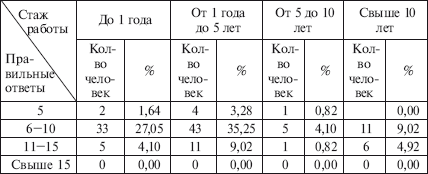 Стаж работы
Правильные ответы
До 1 года
От 1 года до 5 лет
От 5 до 10 лет
Свыше 10 лет
Кол-во человек % Кол-во человек % Кол-во человек % Кол-во человек %
5 2 1,64 4 3,28 1 0,82 0,00
6—10 33 27,05 43 35,25 5 4,10 11 9,02
11—15 5 4,10 11 9,02 1 0,82 6 4,92
Свыше 15 0 0,00 0 0,00 0 0,00 0 0,00